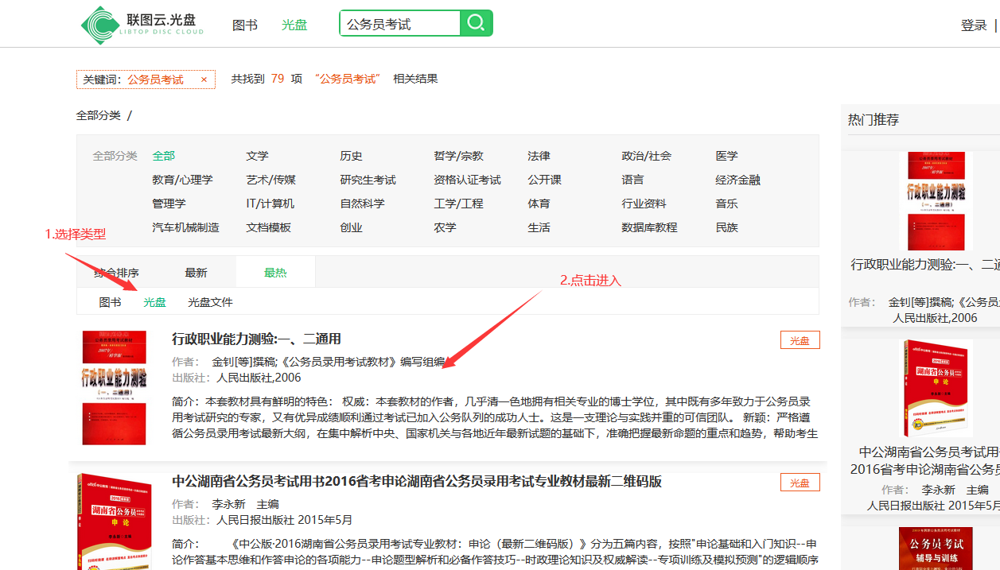 联图云.光盘
LIBTOP DISC CLOUD
图书
光盘
公务员考试
登录 |
关键词： 公务员考试 ×
共找到 79 项 “公务员考试” 相关结果
全部分类 /
全部分类 全部 文学 历史 哲学/宗教 法律 政治/社会 医学
教育/心理学 艺术/传媒 研究生考试 资格认证考试 公开课 语言 经济金融
管理学 IT/计算机 自然科学 工学/工程 体育 行业资料 音乐
汽车机械制造 文档模板 创业 农学 生活 数据库教程 民族
1.选择类型
综合排序 最新 最热
2.点击进入
图书 光盘 光盘文件
行政职业能力测验:一、二通用
光盘
作者： 金钊[等]撰稿;《公务员录用考试教材》编写组编
出版社： 人民出版社,2006
简介：本套教材具有鲜明的特色： 权威：本套教材的作者，几乎清一色地拥有相关专业的博士学位，其中既有多年致力于公务员录
用考试研究的专家，又有优异成绩顺利通过考试已加入公务队列的成功人士。这是一支理论与实践并重的可信团队。 新颖：严格遵
循公务员录用考试最新大纲，在集中解析中央、国家机关与各地近年最新试题的基础下，准确把握最新命题的重点和趋势，帮助考生
行政职业能力测验
(一、二通用)
中公湖南省公务员考试用书2016省考申论湖南省公务员录用考试专业教材最新二维码版
光盘
作者： 李永新 主编
出版社： 人民日报出版社 2015年5月
简介： 《中公版·2016湖南省公务员录用考试专业教材：申论（最新二维码版）》分为五篇内容，按照"申论基础和入门知识--申
论作答基本思维和作答申论的各项能力--申论题型解析和必备作答技巧--时政理论知识及权威解读--专项训练及模拟预测"的逻辑顺序
湖南省公务员
申 论
热门推荐
行政职业能力测验
(一、二通用)
行政职业能力测验:一、二通
作者： 金钊[等]撰稿;《公务员
人民出版社,2006
湖南省公务员
申 论
中公湖南省公务员考试用
2016省考申论湖南省公务员
作者： 李永新 主编
人民日报出版社 2015年5月
公务员考试
辅导与训练